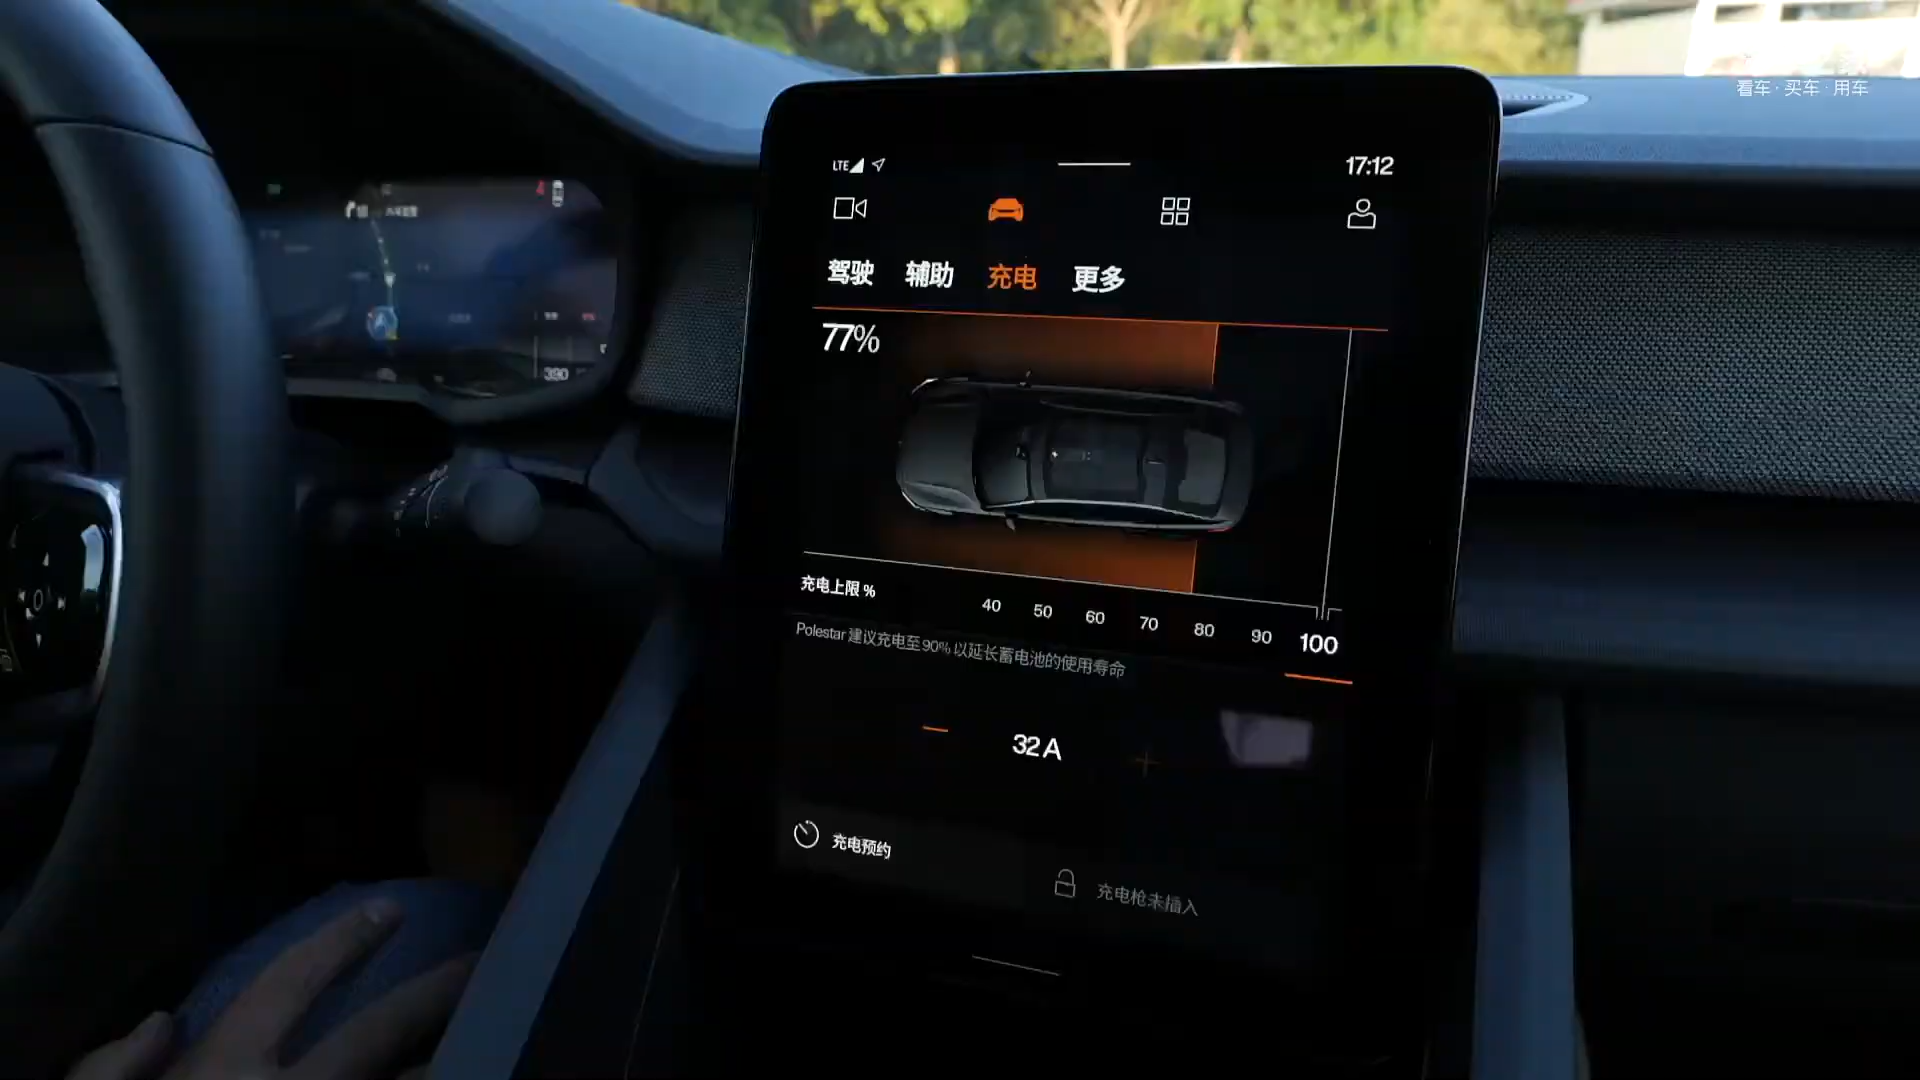 看车·买车·用车
LTE
17:12
驾驶 辅助 充电 更多
77%
充电上限 %
40 50 60 70 80 90 100
Polestar 建议充电至 90% 以延长蓄电池的使用寿命
32 A
充电预约
充电枪未插入